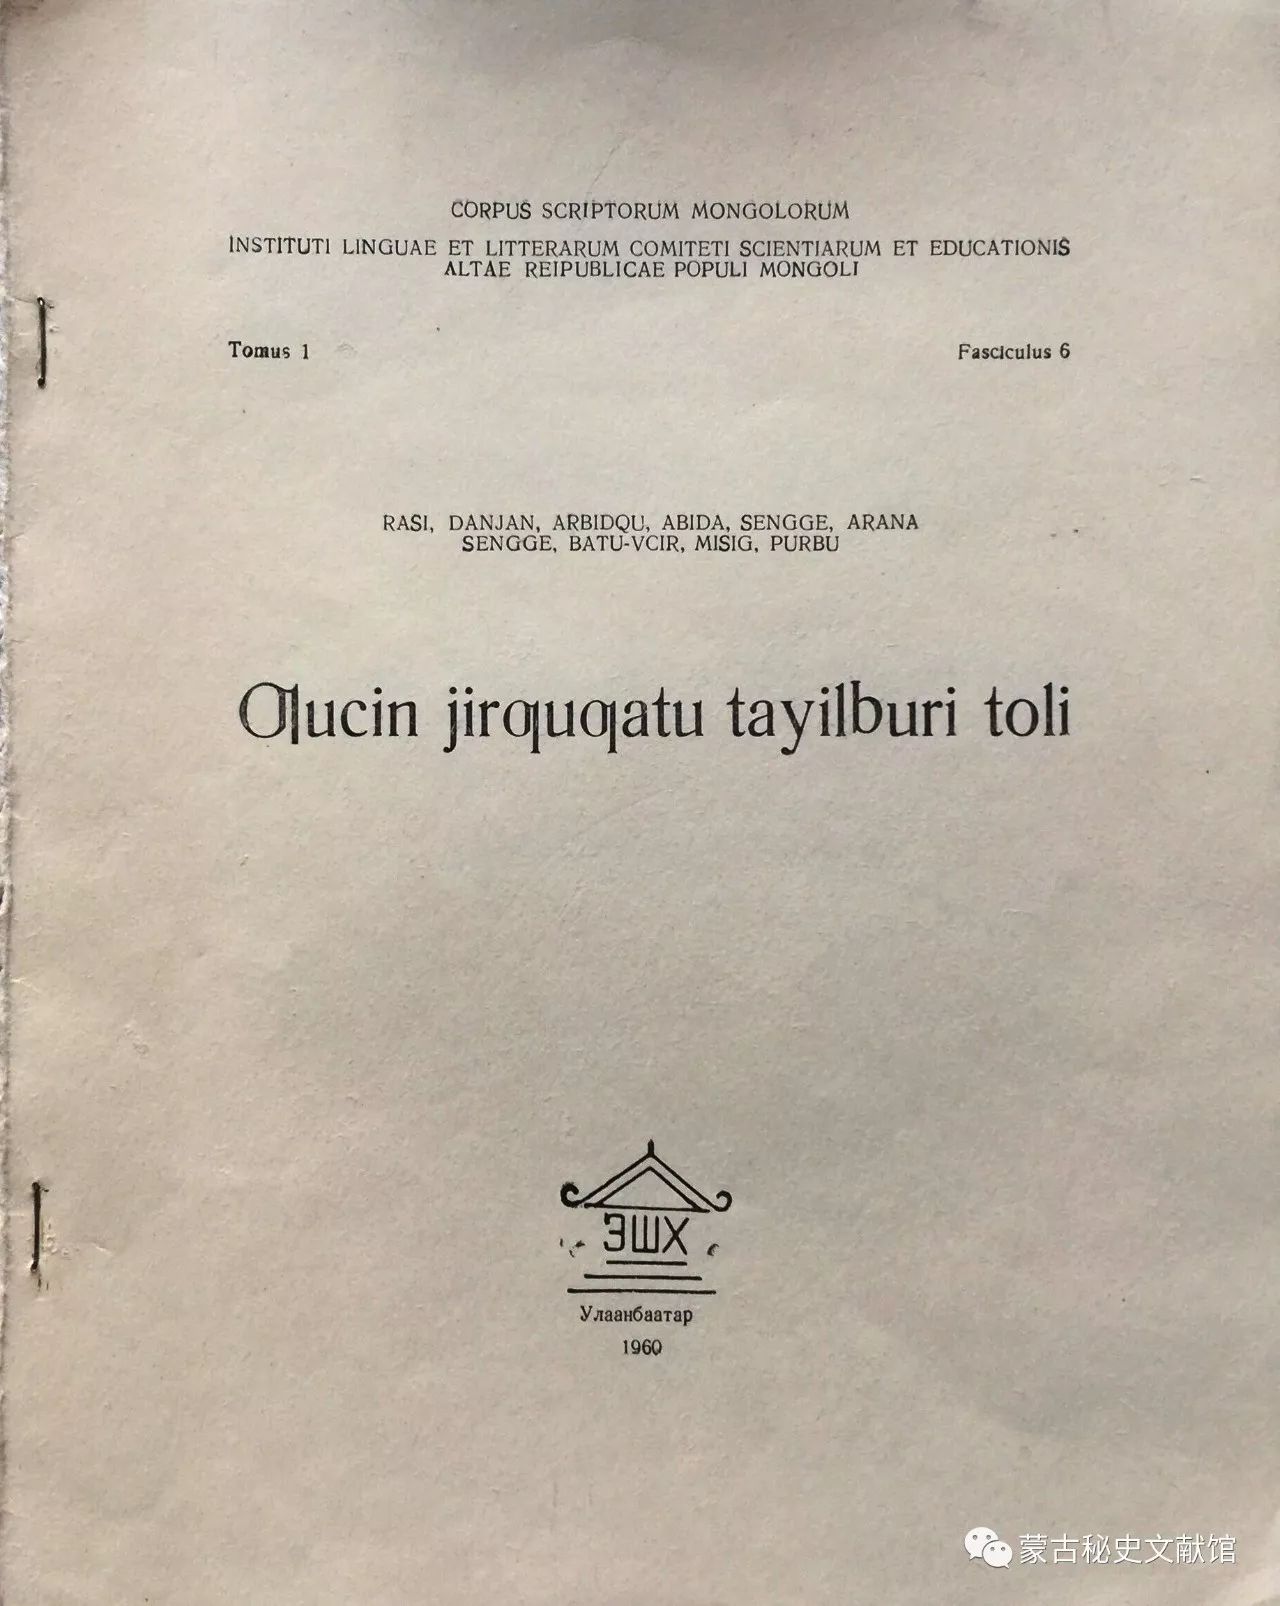 CORPUS SCRIPTORUM MONGOLORUM
INSTITUTI LINGUAE ET LITTERARUM COMITETI SCIENTIARUM ET EDUCATIONIS
ALTAE REIPUBLICAE POPULI MONGOLI
Tomus 1 Fasciculus 6
RASI, DANJAN, ARBIDQU, ABIDA, SENGGE, ARANA
SENGGE, BATU-VCIR, MISIG, PURBU
Ƣucin jirƣuƣatu tayilburi toli
ЭШХ
Улаанбаатар
1960
蒙古秘史文献馆